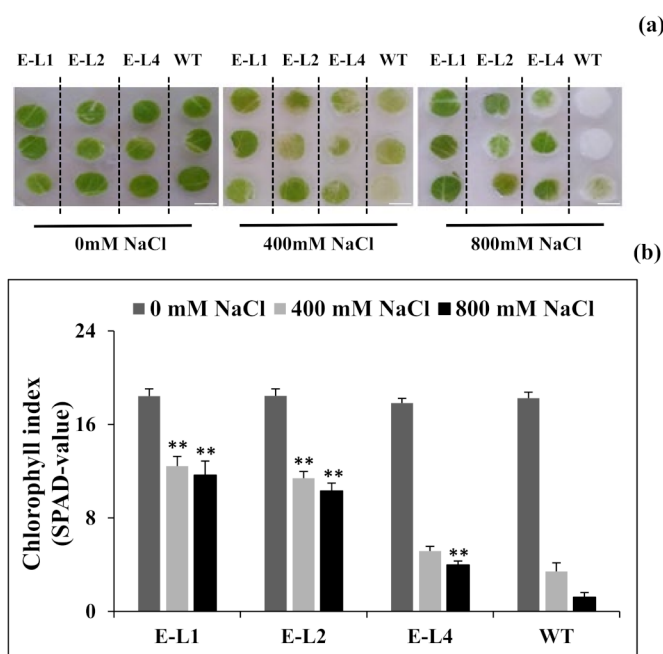 (a)
E-L1 E-L2 E-L4 WT E-L1 E-L2 E-L4 WT E-L1 E-L2 E-L4 WT
0mM NaCl 400mM NaCl 800mM NaCl
(b)
0 mM NaCl 400 mM NaCl 800 mM NaCl
24
16
8
0
Chlorophyll index
(SPAD-value)
** **
** **
**
E-L1 E-L2 E-L4 WT